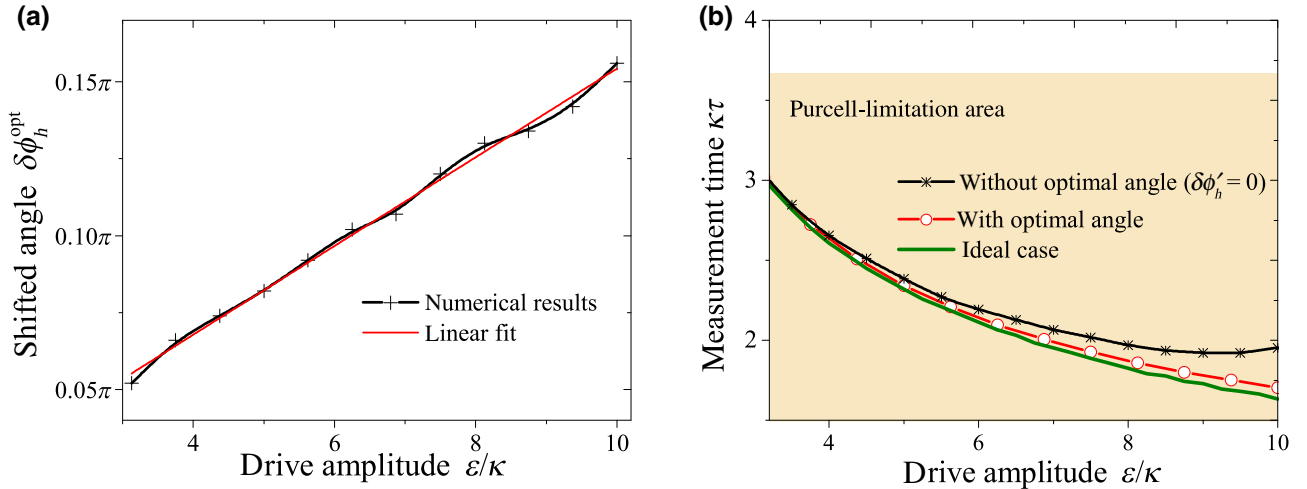 (a)
0.15π
0.10π
0.05π
Shifted angle δϕ_h^opt
Numerical results
Linear fit
4 6 8 10
Drive amplitude ε/κ
(b)
4
3
2
Measurement time κτ
Purcell-limitation area
Without optimal angle (δϕ′_h = 0)
With optimal angle
Ideal case
4 6 8 10
Drive amplitude ε/κ